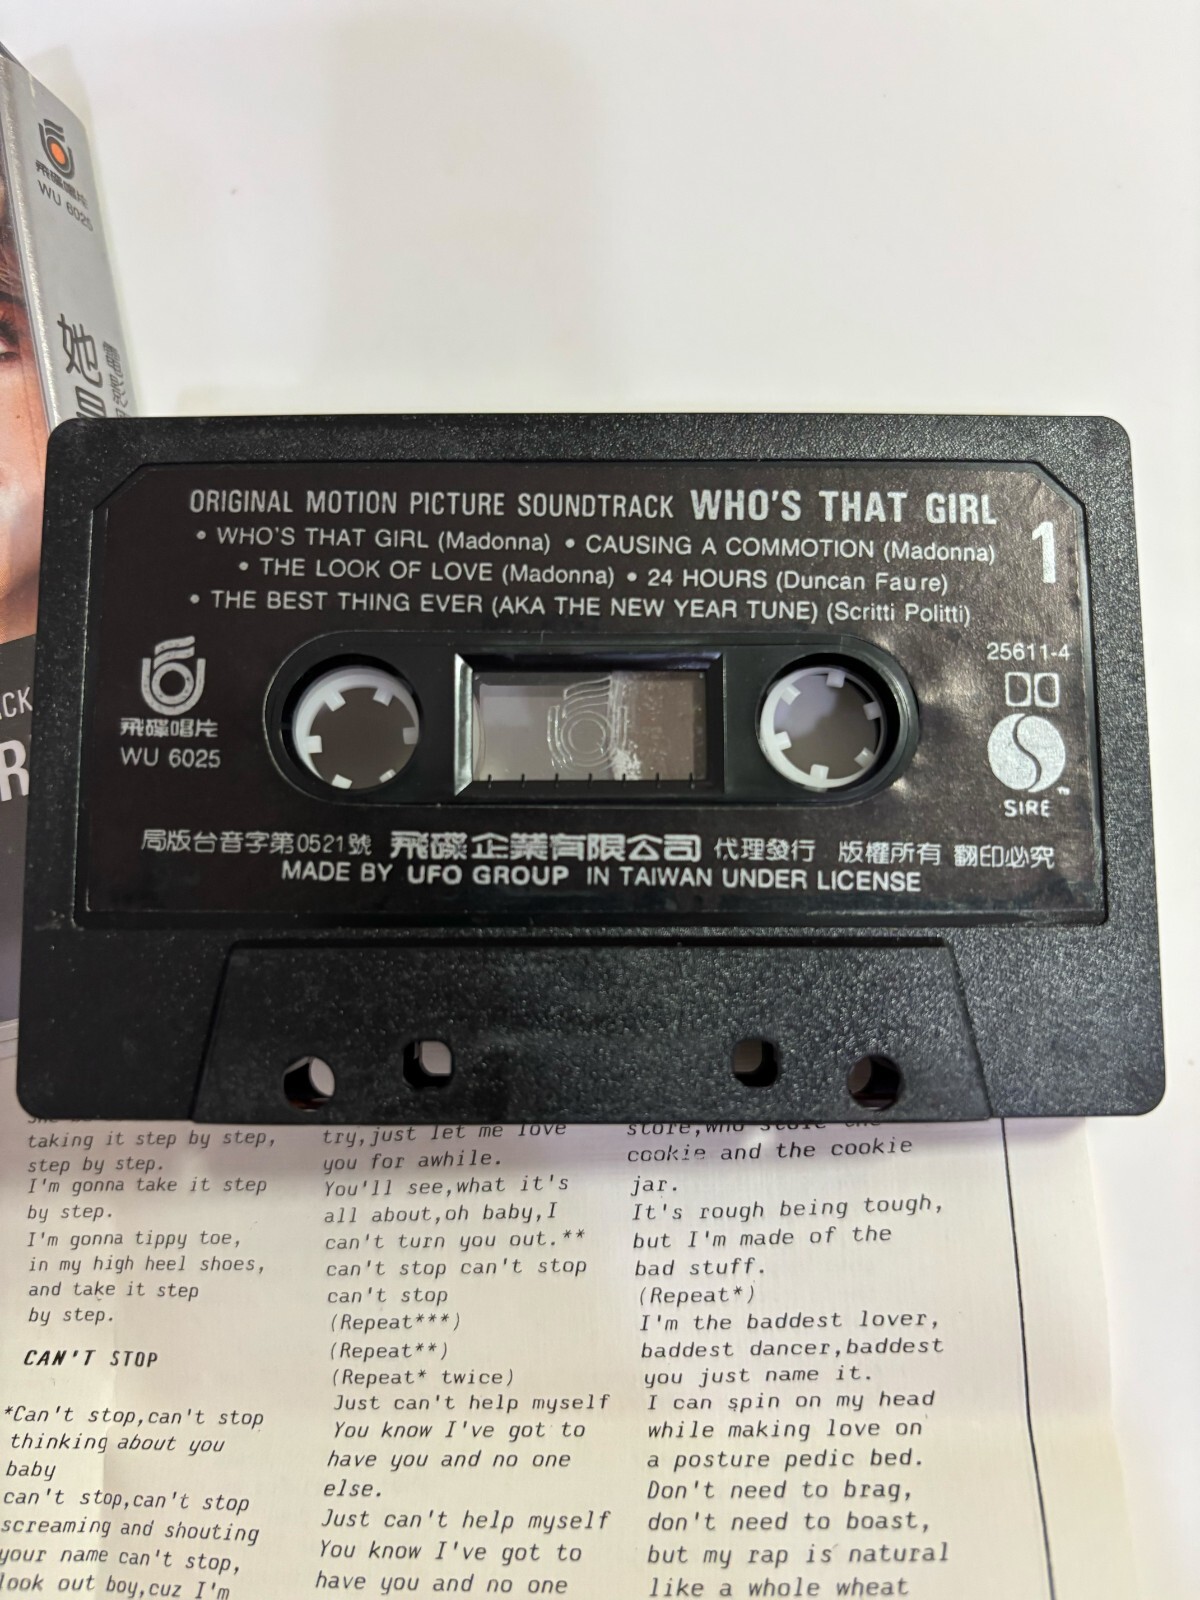 飛碟唱片
WU 6025
她
ORIGINAL MOTION PICTURE SOUNDTRACK WHO'S THAT GIRL
1
• WHO'S THAT GIRL (Madonna) • CAUSING A COMMOTION (Madonna)
• THE LOOK OF LOVE (Madonna) • 24 HOURS (Duncan Faure)
• THE BEST THING EVER (AKA THE NEW YEAR TUNE) (Scritti Politti)
25611-4
飛碟唱片
WU 6025
SIRE™
局版台音字第0521號 飛碟企業有限公司 代理發行 版權所有 翻印必究
MADE BY UFO GROUP IN TAIWAN UNDER LICENSE
taking it step by step,
step by step.
I'm gonna take it step
by step.
I'm gonna tippy toe,
in my high heel shoes,
and take it step
by step.
CAN'T STOP
*Can't stop,can't stop
thinking about you
baby
can't stop,can't stop
screaming and shouting
your name can't stop,
look out boy,cuz I'm
try,just let me love
you for awhile.
You'll see,what it's
all about,oh baby,I
can't turn you out.**
can't stop can't stop
can't stop
(Repeat***)
(Repeat**)
(Repeat* twice)
Just can't help myself
You know I've got to
have you and no one
else.
Just can't help myself
You know I've got to
have you and no one
store,who stole the
cookie and the cookie
jar.
It's rough being tough,
but I'm made of the
bad stuff.
(Repeat*)
I'm the baddest lover,
baddest dancer,baddest
you just name it.
I can spin on my head
while making love on
a posture pedic bed.
Don't need to brag,
don't need to boast,
but my rap is natural
like a whole wheat